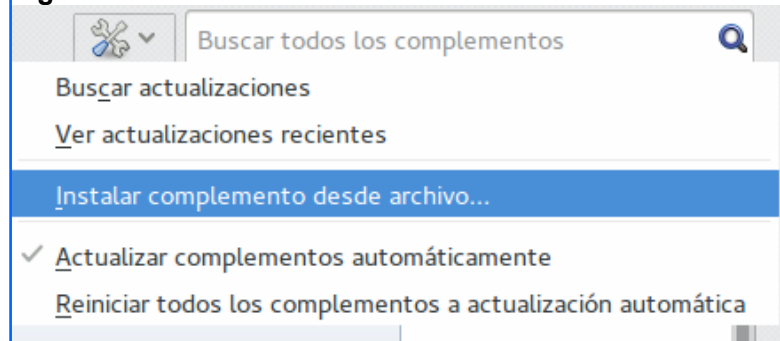 Buscar todos los complementos
Buscar actualizaciones
Ver actualizaciones recientes
Instalar complemento desde archivo...
Actualizar complementos automáticamente
Reiniciar todos los complementos a actualización automática